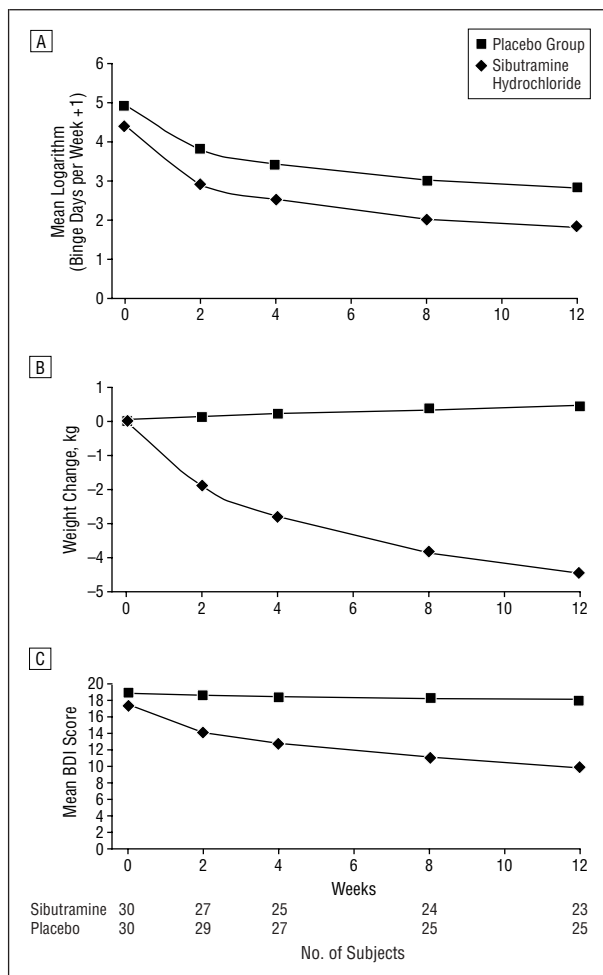 A
Placebo Group
Sibutramine
Hydrochloride
Mean Logarithm
(Binge Days per Week +1)
6
5
4
3
2
1
0
0 2 4 6 8 10 12
B
Weight Change, kg
1
0
–1
–2
–3
–4
–5
0 2 4 6 8 10 12
C
Mean BDI Score
20
18
16
14
12
10
8
6
4
2
0
0 2 4 6 8 10 12
Weeks
Sibutramine 30 27 25 24 23
Placebo 30 29 27 25 25
No. of Subjects